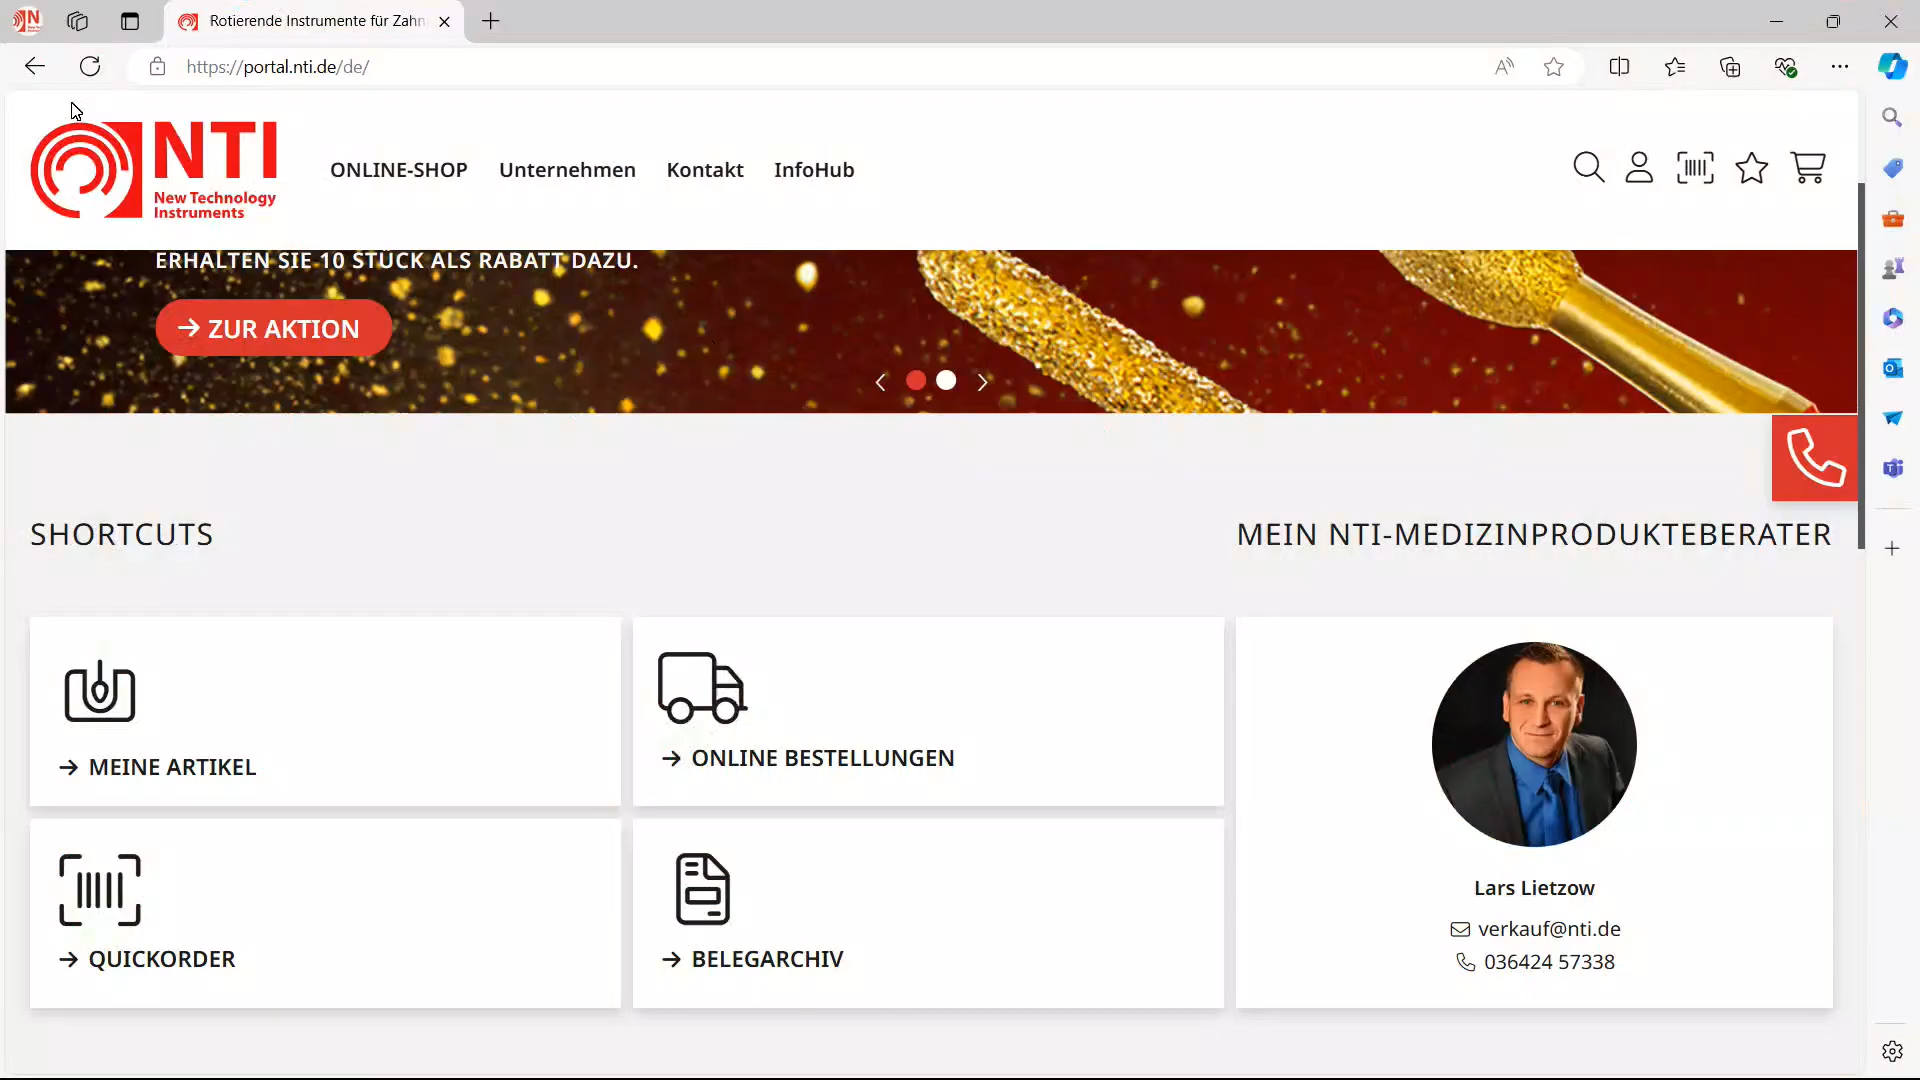 Rotierende Instrumente für Zahn
https://portal.nti.de/de/
NTI
New Technology
Instruments
ONLINE-SHOP
Unternehmen
Kontakt
InfoHub
ERHALTEN SIE 10 STÜCK ALS RABATT DAZU.
→ ZUR AKTION
SHORTCUTS
MEIN NTI-MEDIZINPRODUKTEBERATER
→ MEINE ARTIKEL
→ ONLINE BESTELLUNGEN
→ QUICKORDER
→ BELEGARCHIV
Lars Lietzow
verkauf@nti.de
036424 57338